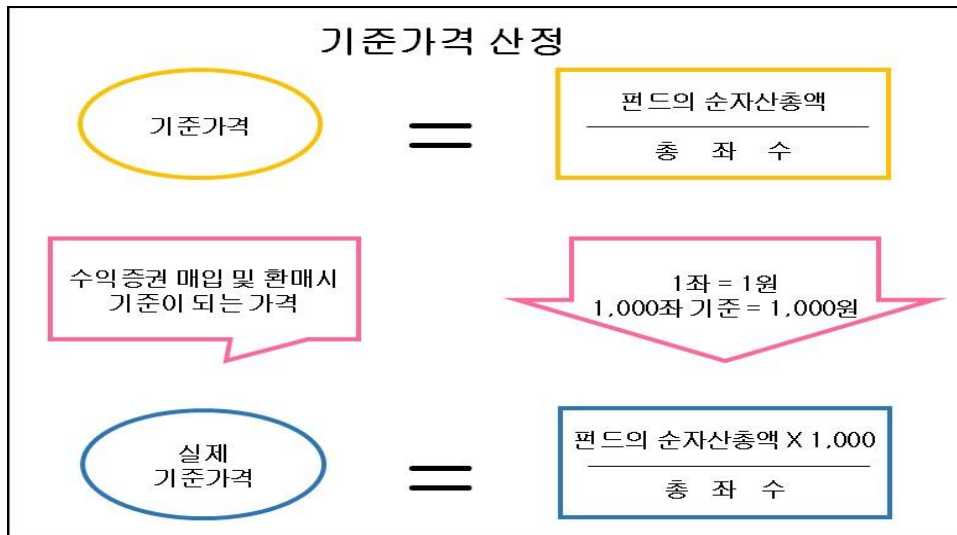 기준가격 산정
기준가격
=
펀드의 순자산총액
총 좌 수
수익증권 매입 및 환매시
기준이 되는 가격
1좌 = 1원
1,000좌 기준 = 1,000원
실제
기준가격
=
펀드의 순자산총액 X 1,000
총 좌 수